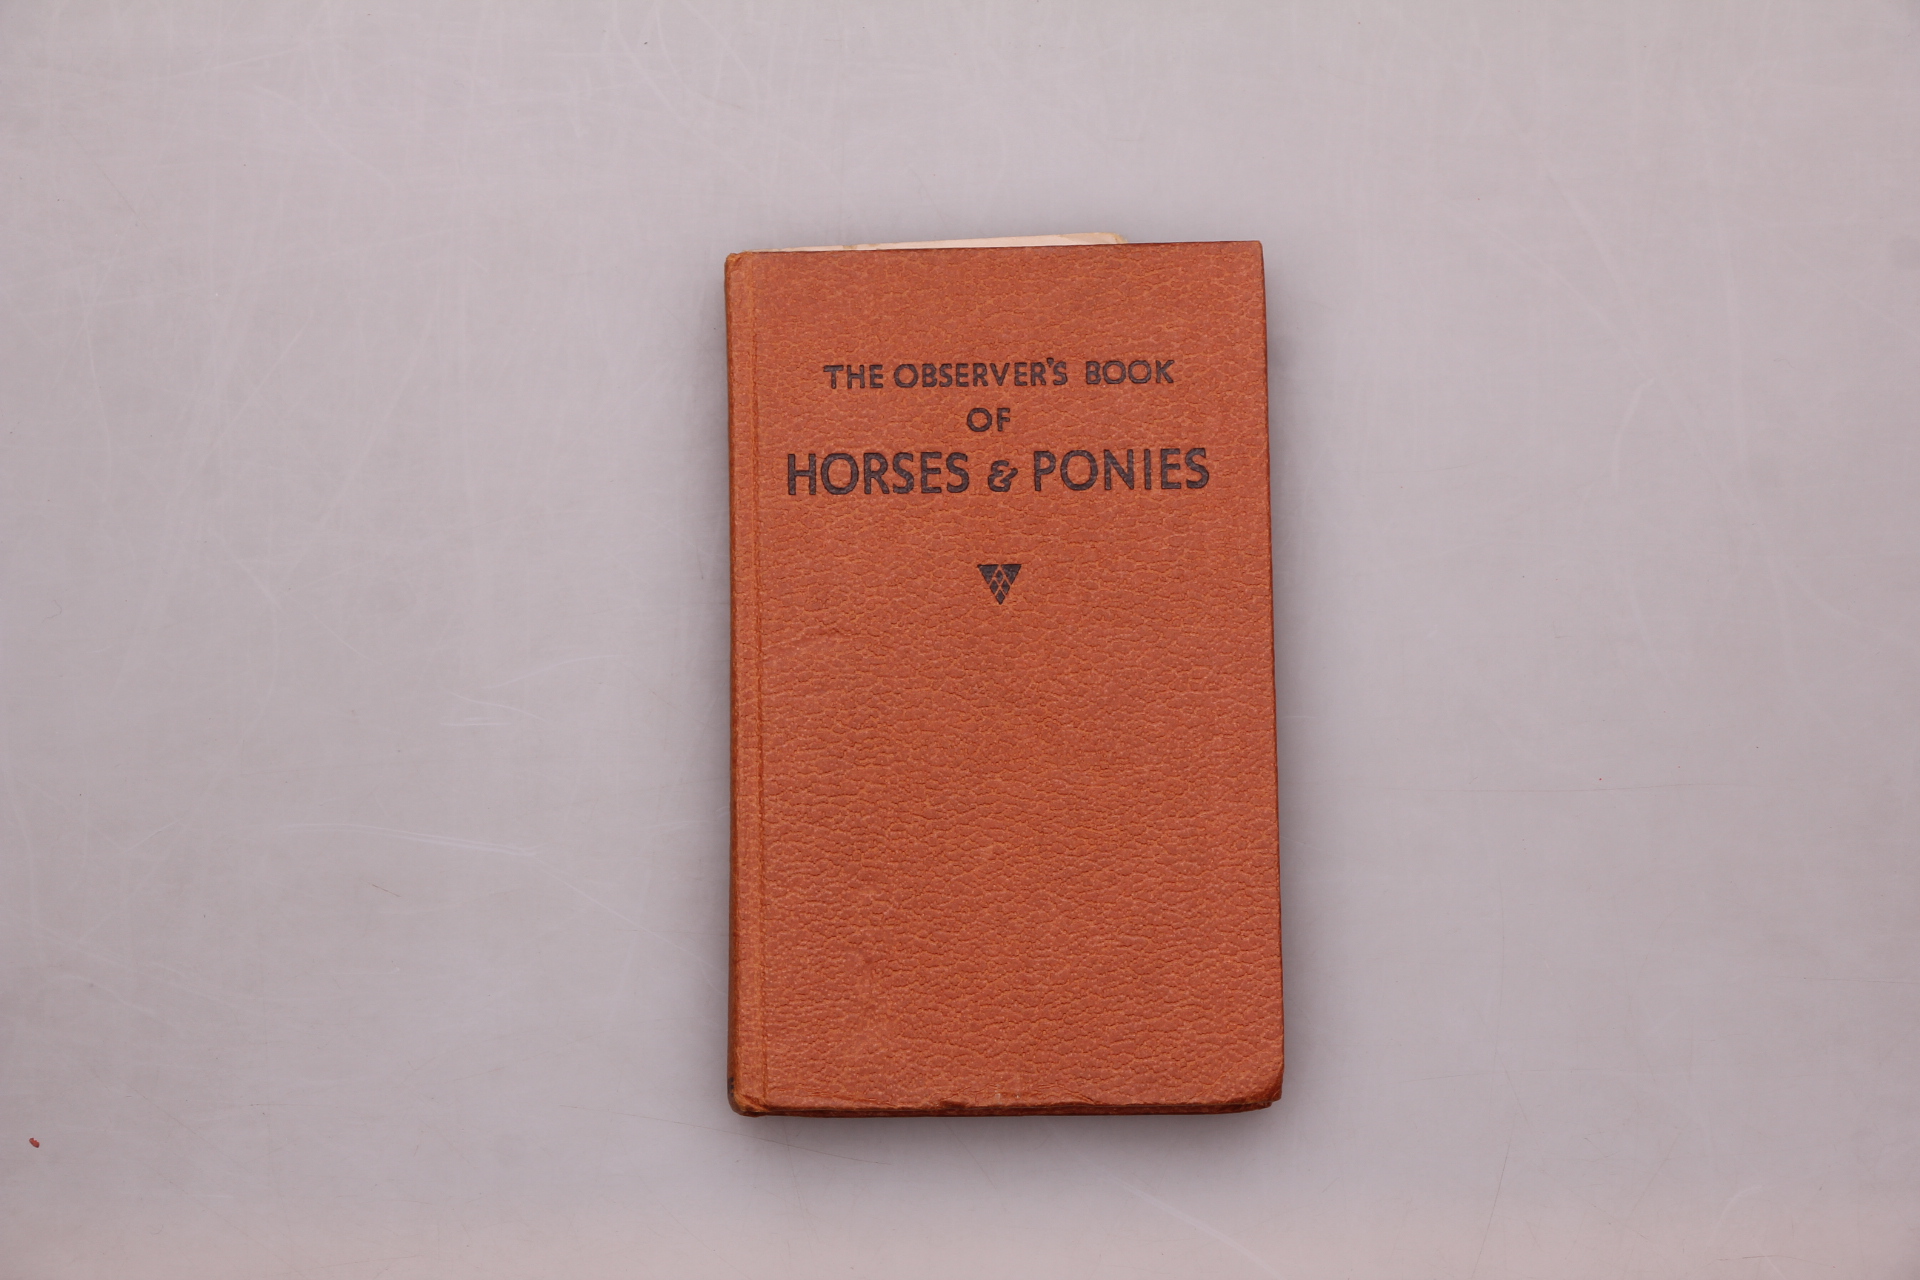 THE OBSERVER'S BOOK
OF
HORSES & PONIES